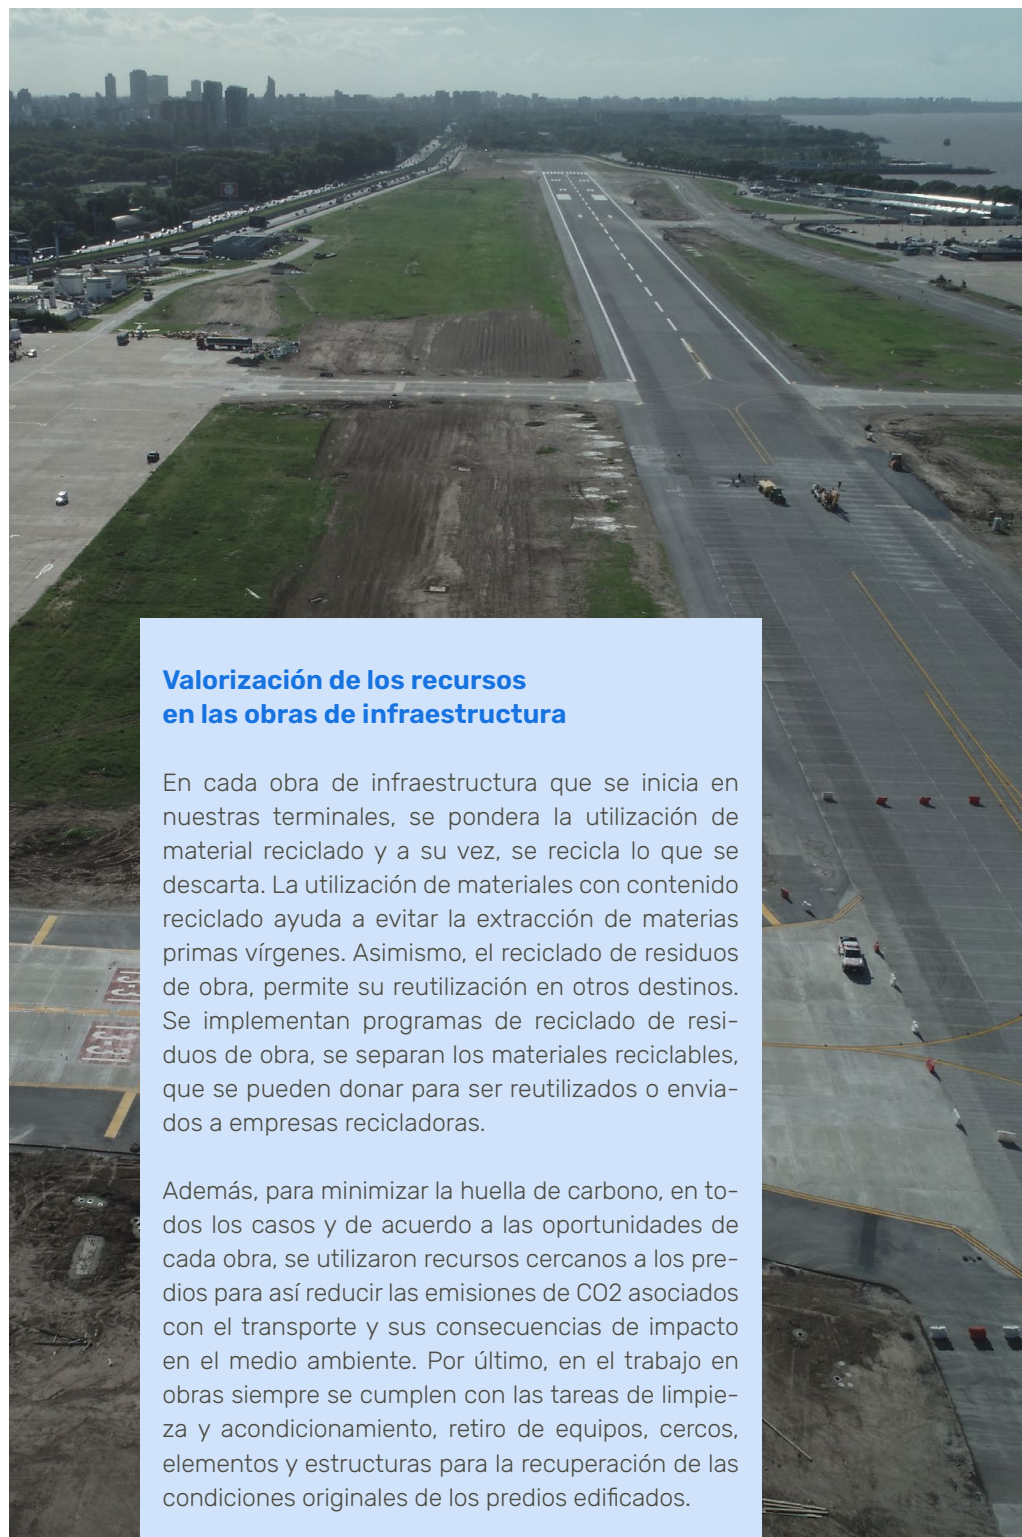 Valorización de los recursos
en las obras de infraestructura
En cada obra de infraestructura que se inicia en
nuestras terminales, se pondera la utilización de
material reciclado y a su vez, se recicla lo que se
descarta. La utilización de materiales con contenido
reciclado ayuda a evitar la extracción de materias
primas vírgenes. Asimismo, el reciclado de residuos
de obra, permite su reutilización en otros destinos.
Se implementan programas de reciclado de resi-
duos de obra, se separan los materiales reciclables,
que se pueden donar para ser reutilizados o envia-
dos a empresas recicladoras.
Además, para minimizar la huella de carbono, en to-
dos los casos y de acuerdo a las oportunidades de
cada obra, se utilizaron recursos cercanos a los pre-
dios para así reducir las emisiones de CO2 asociados
con el transporte y sus consecuencias de impacto
en el medio ambiente. Por último, en el trabajo en
obras siempre se cumplen con las tareas de limpie-
za y acondicionamiento, retiro de equipos, cercos,
elementos y estructuras para la recuperación de las
condiciones originales de los predios edificados.